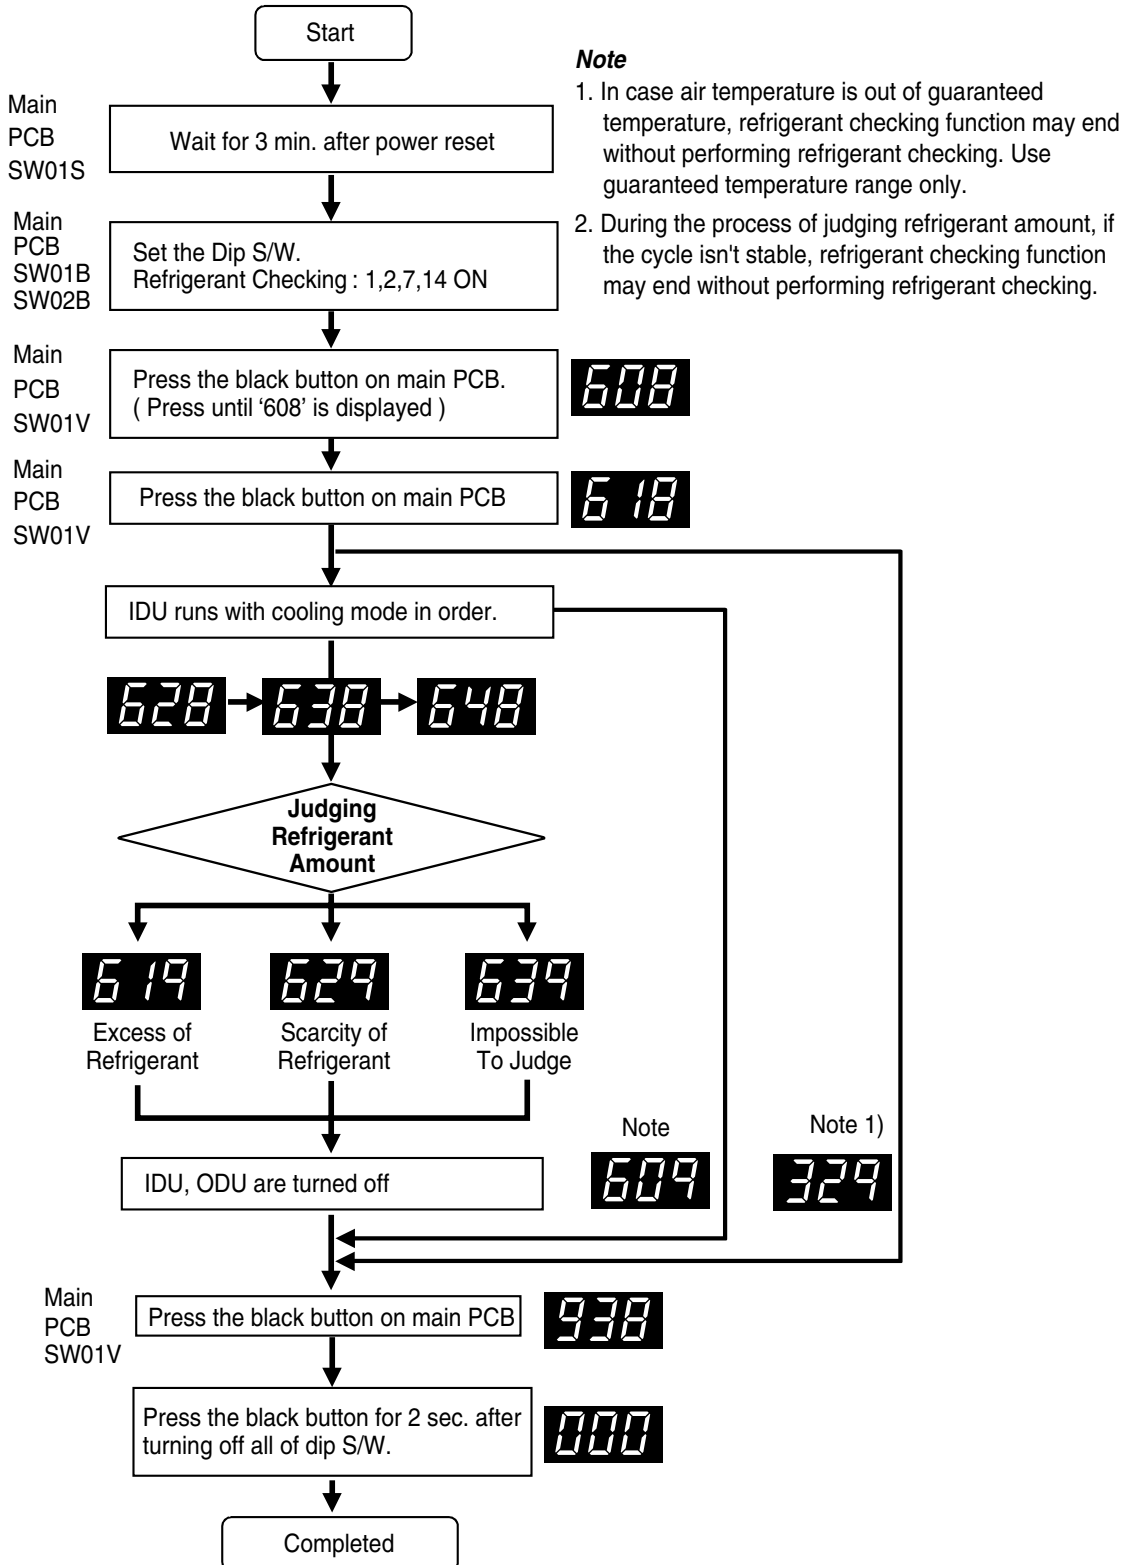 Start
Note
1. In case air temperature is out of guaranteed
temperature, refrigerant checking function may end
without performing refrigerant checking. Use
guaranteed temperature range only.
2. During the process of judging refrigerant amount, if
the cycle isn't stable, refrigerant checking function
may end without performing refrigerant checking.
Main
PCB
SW01S
Wait for 3 min. after power reset
Main
PCB
SW01B
SW02B
Set the Dip S/W.
Refrigerant Checking : 1,2,7,14 ON
Main
PCB
SW01V
Press the black button on main PCB.
( Press until ‘608’ is displayed )
608
Main
PCB
SW01V
Press the black button on main PCB
618
IDU runs with cooling mode in order.
628
638
648
Judging
Refrigerant
Amount
619
629
639
Excess of
Refrigerant
Scarcity of
Refrigerant
Impossible
To Judge
Note
609
Note 1)
329
IDU, ODU are turned off
Main
PCB
SW01V
Press the black button on main PCB
938
Press the black button for 2 sec. after
turning off all of dip S/W.
000
Completed